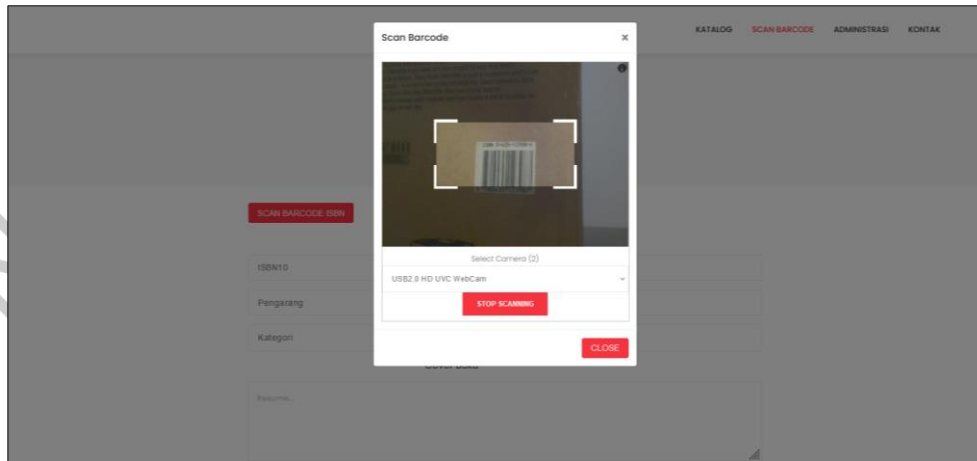 KATALOG SCAN BARCODE ADMINISTRASI KONTAK
Scan Barcode ×
SCAN BARCODE ISBN
Select Camera (2)
USB2.0 HD UVC WebCam
STOP SCANNING
ISBN10
Pengarang
Kategori
CLOSE
Resume...